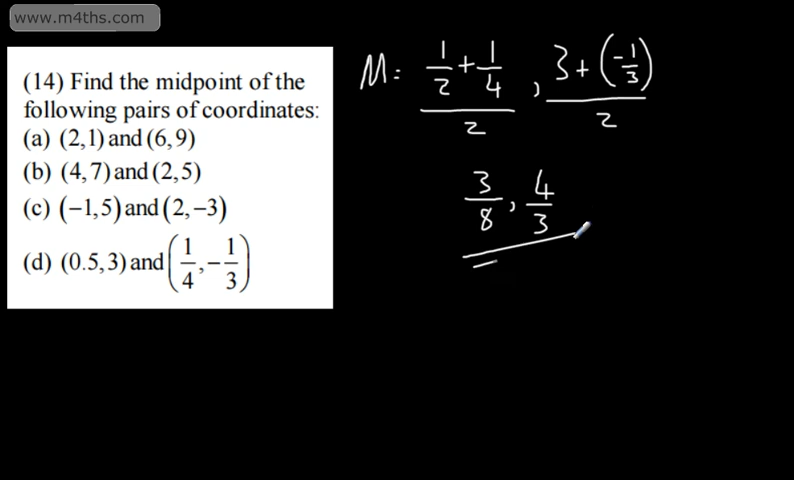 www.m4ths.com
(14) Find the midpoint of the
following pairs of coordinates:
(a) (2,1) and (6,9)
(b) (4,7) and (2,5)
(c) (−1,5) and (2,−3)
(d) (0.5,3) and (1/4, −1/3)
M: (1/2 + 1/4)/2 , (3 + (−1/3))/2
3/8 , 4/3